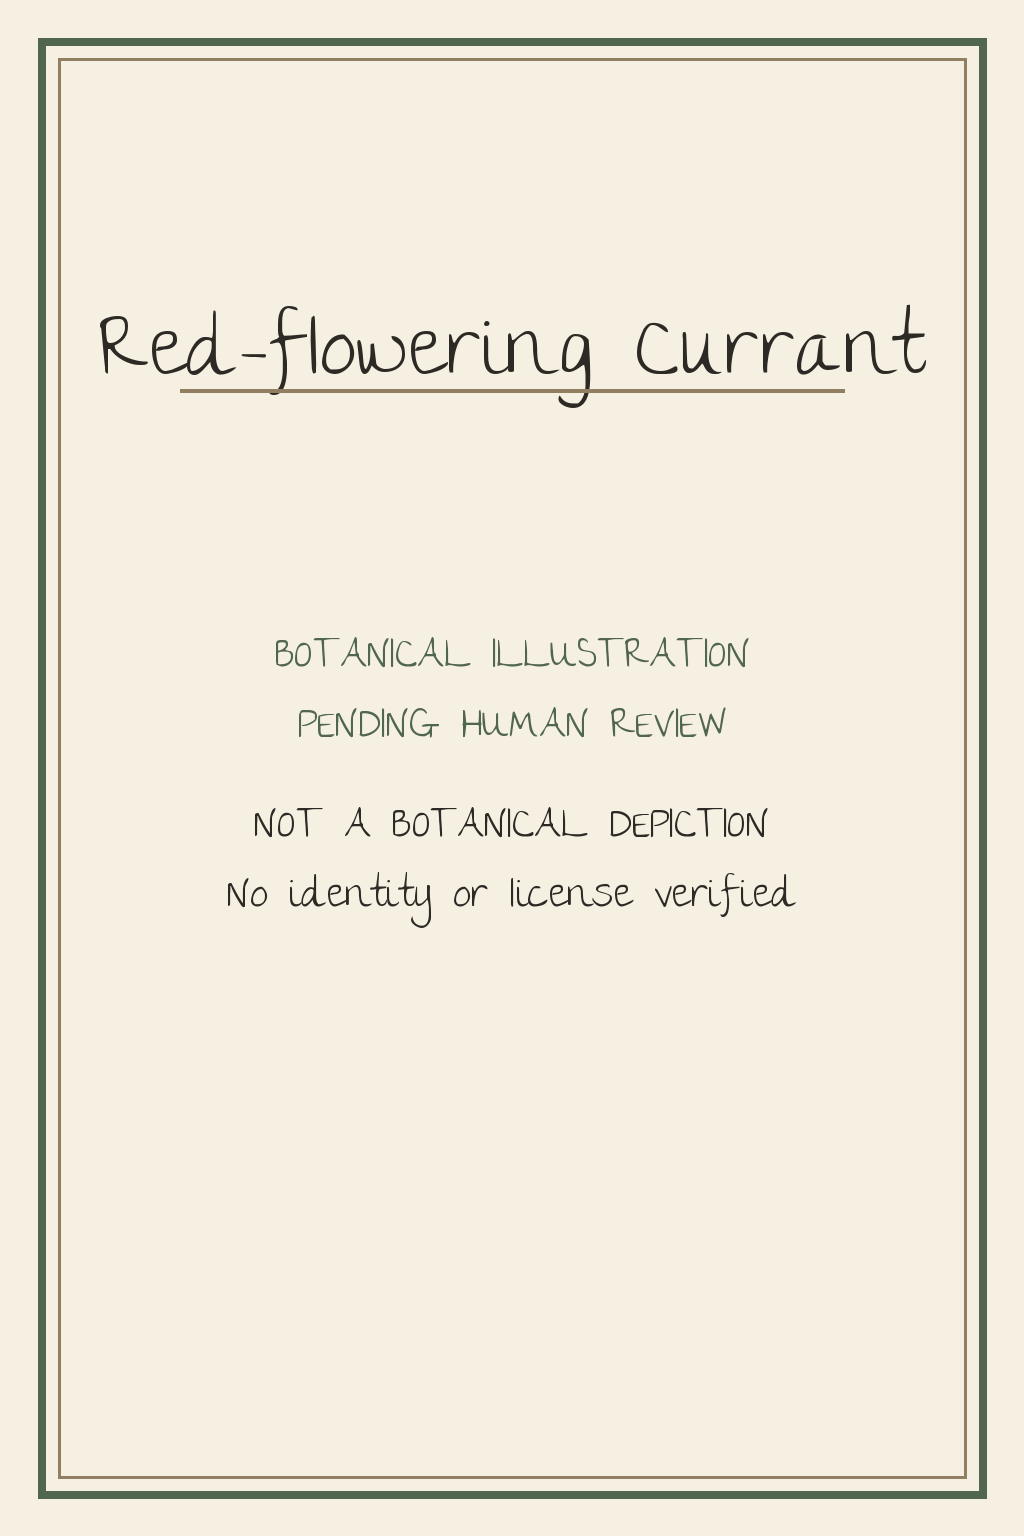 Red-flowering Currant
BOTANICAL ILLUSTRATION
PENDING HUMAN REVIEW
NOT A BOTANICAL DEPICTION
No identity or license verified